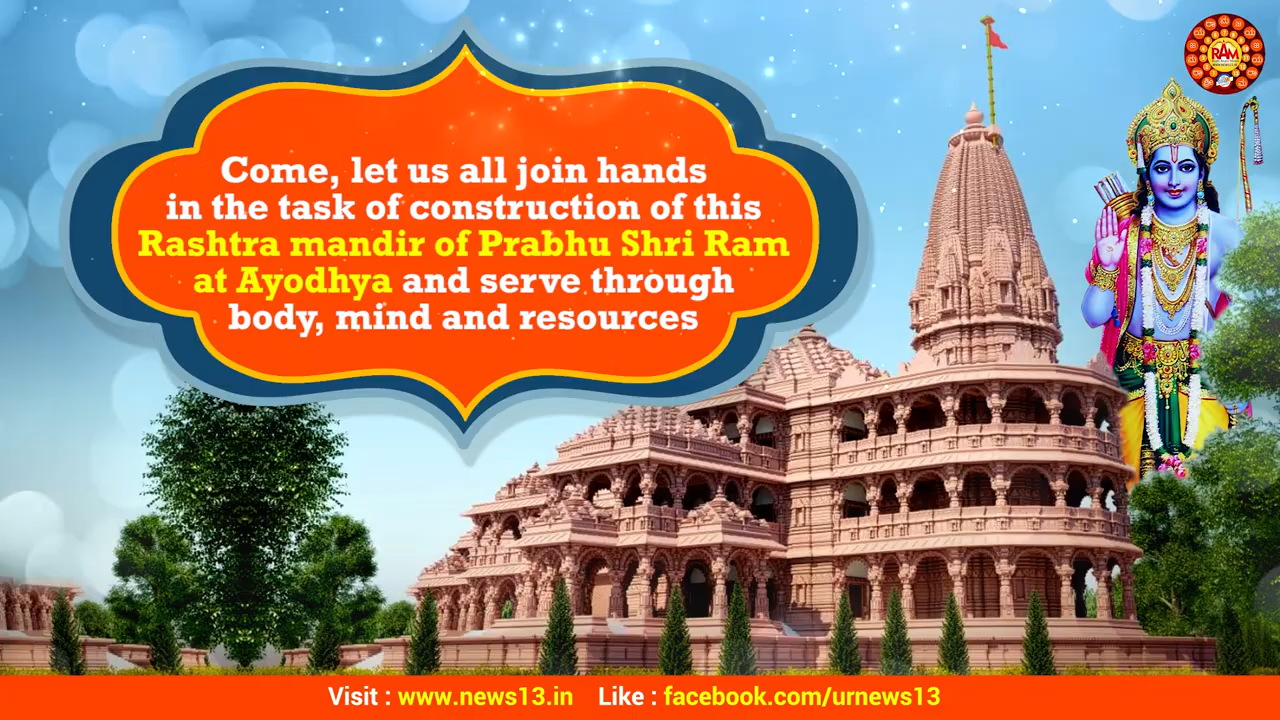 Come, let us all join hands
in the task of construction of this
Rashtra mandir of Prabhu Shri Ram
at Ayodhya and serve through
body, mind and resources
RAM
Visit : www.news13.in Like : facebook.com/urnews13